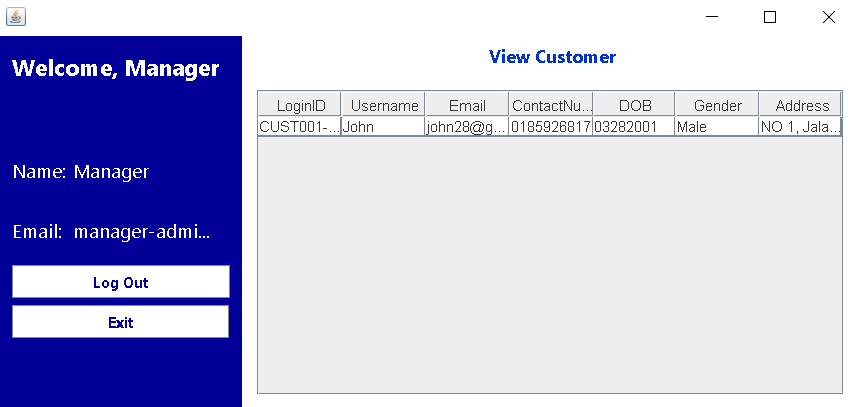 Welcome, Manager
Name: Manager
Email: manager-admi...
Log Out
Exit
View Customer
LoginID Username Email ContactNu... DOB Gender Address
CUST001-... John john28@g... 0185926817 03282001 Male NO 1, Jala...